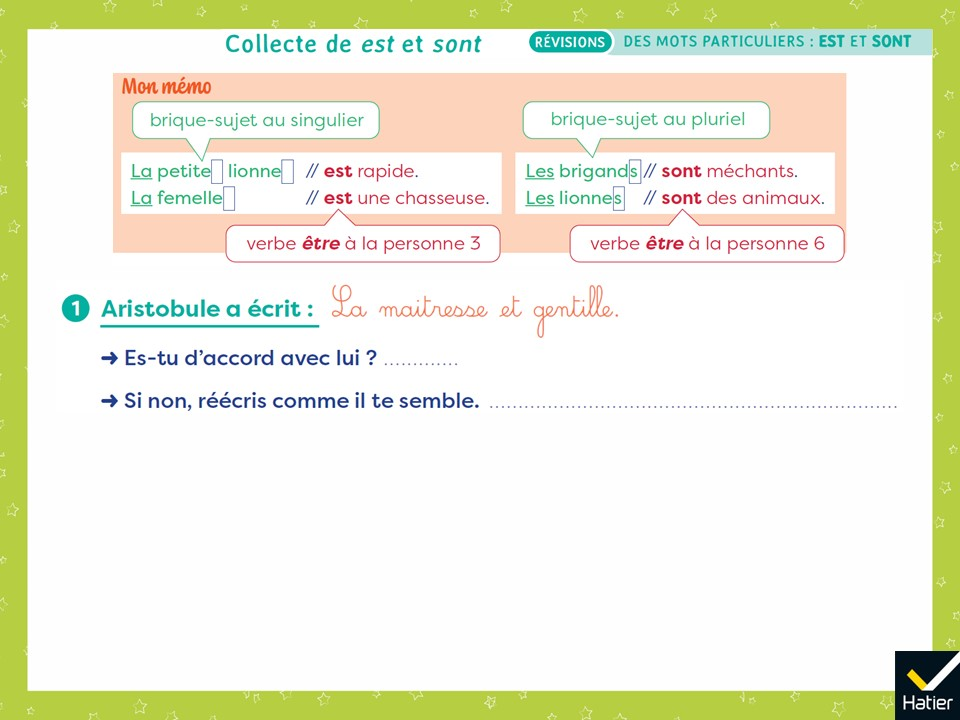 Collecte de est et sont
RÉVISIONS DES MOTS PARTICULIERS : EST ET SONT
Mon mémo
brique-sujet au singulier
La petite lionne // est rapide.
La femelle // est une chasseuse.
verbe être à la personne 3
brique-sujet au pluriel
Les brigands // sont méchants.
Les lionnes // sont des animaux.
verbe être à la personne 6
1 Aristobule a écrit : La maitresse et gentille.
➜ Es-tu d'accord avec lui ? .............
➜ Si non, réécris comme il te semble. ......................................................................
Hatier